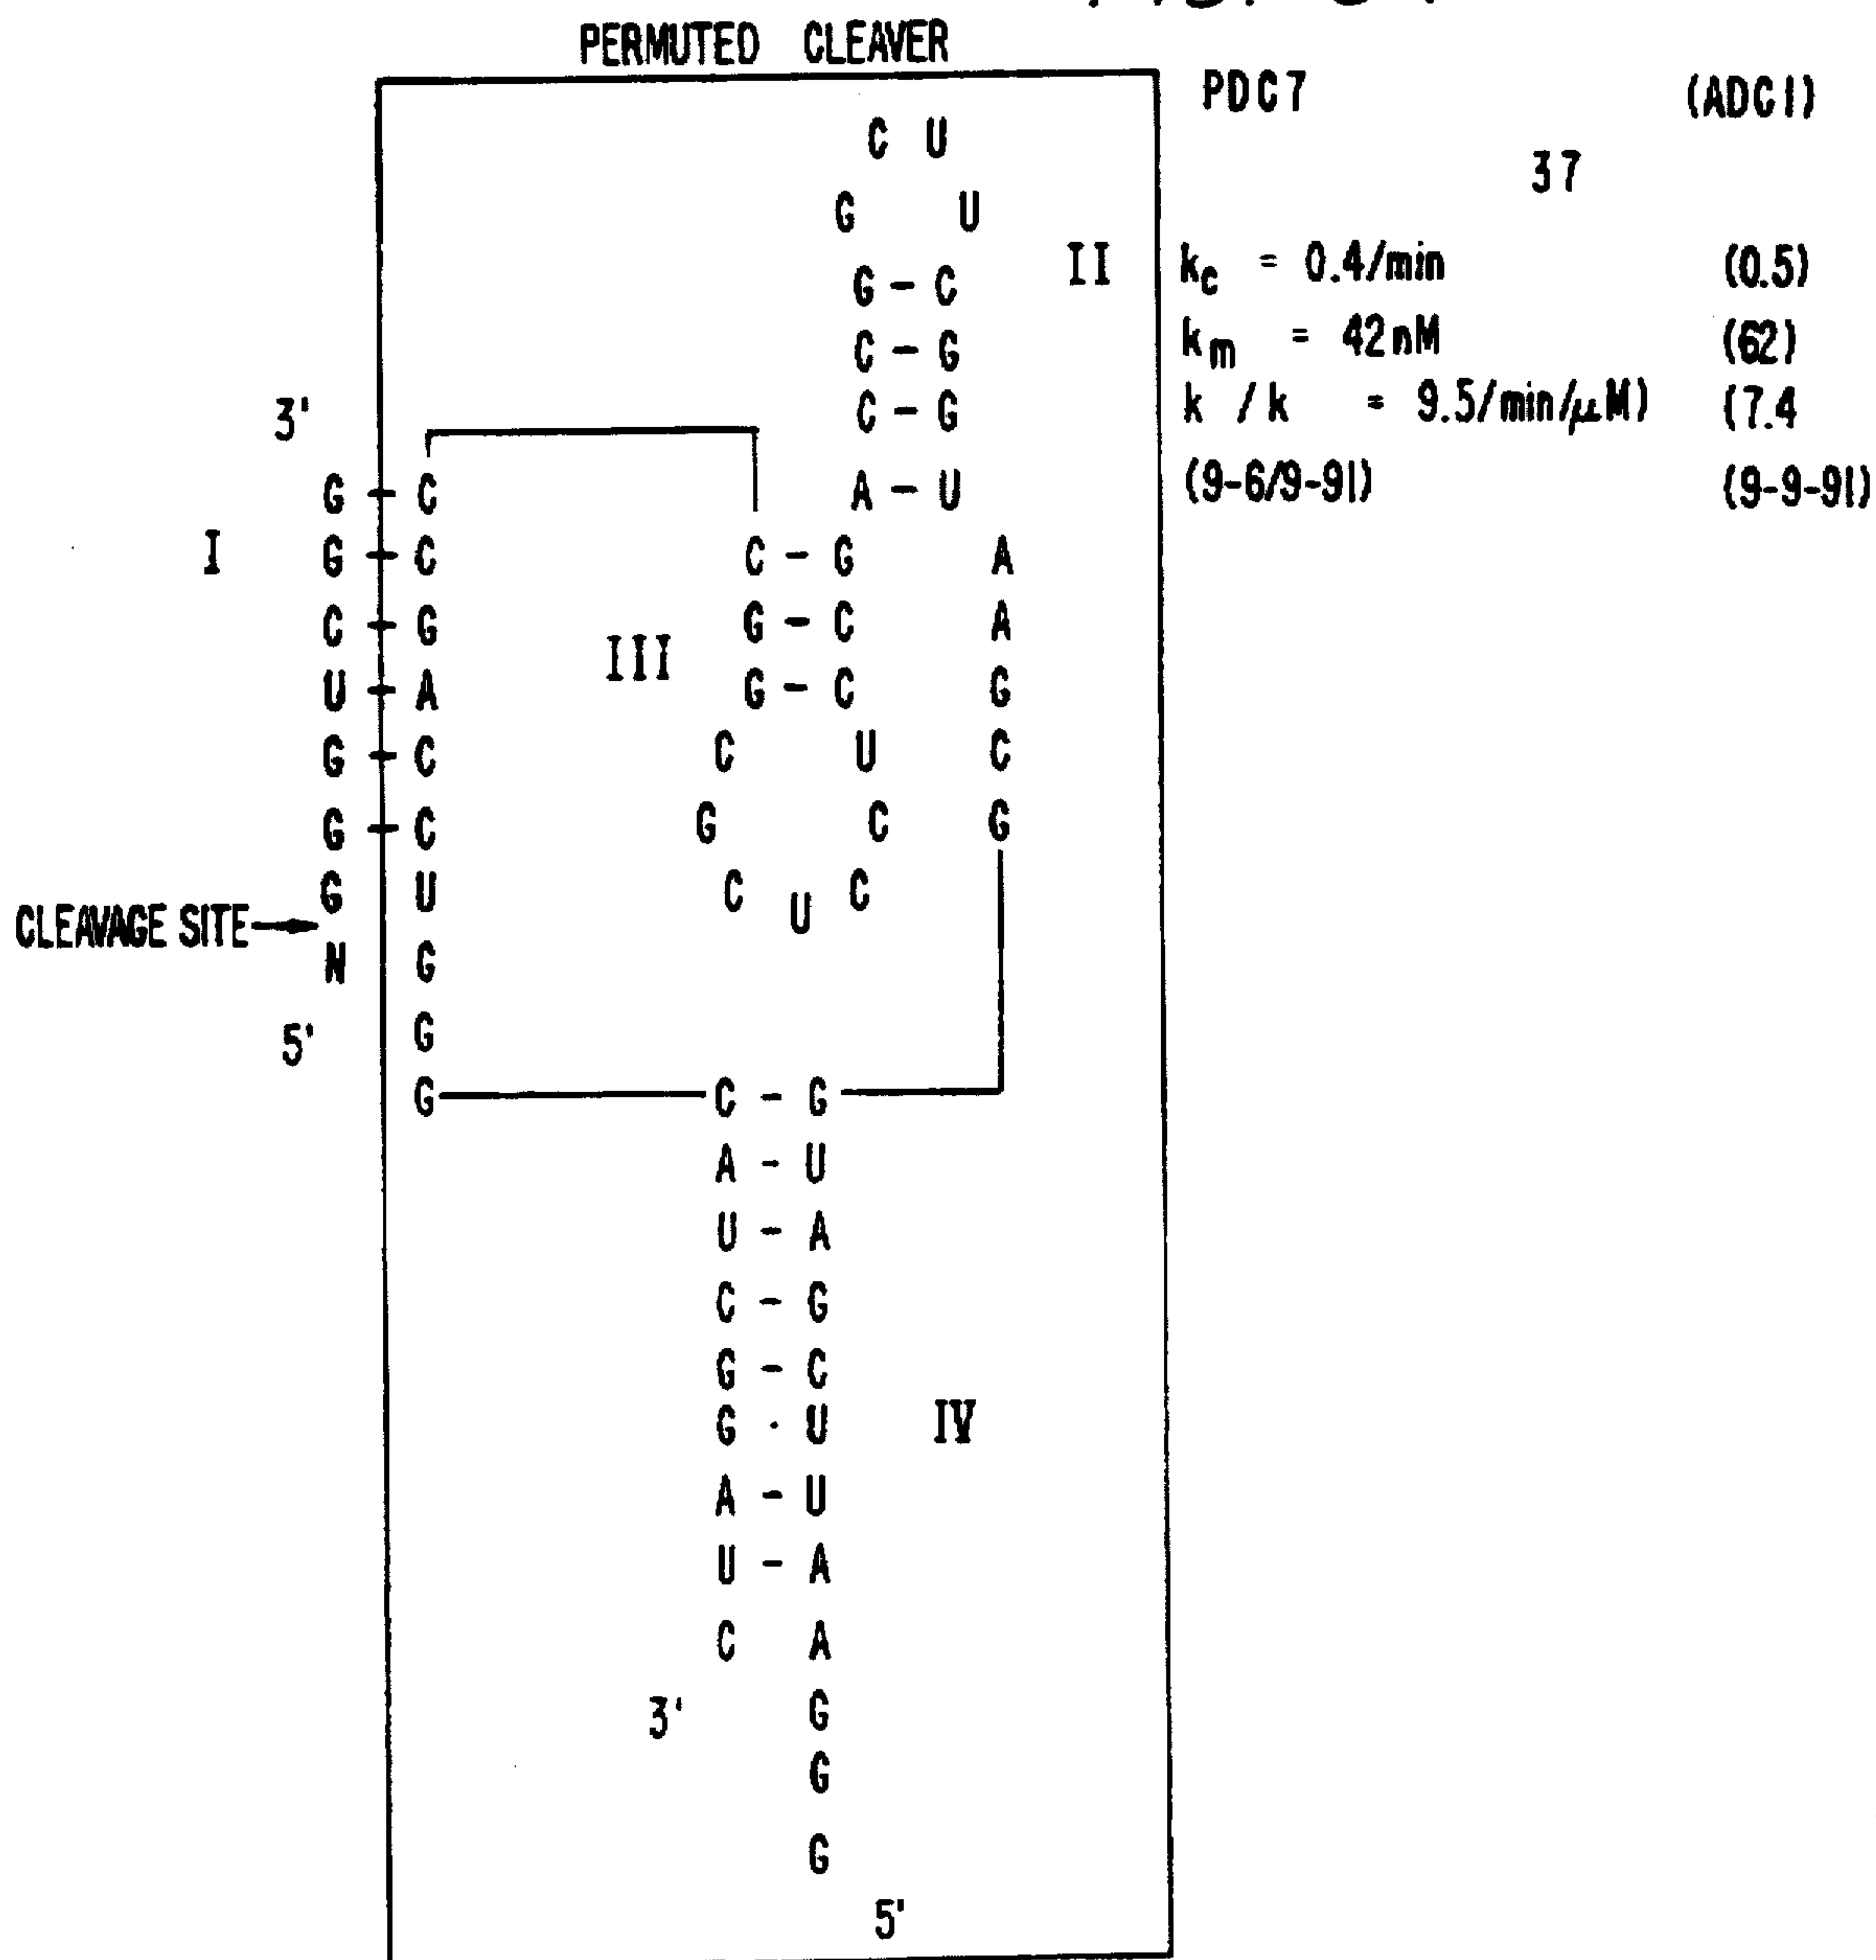 PERMUTED CLEAVER
PDC7 (ADC1)
C U
37
G U
II
G - C
kc = 0.4/min (0.5)
C - G
km = 42nM (62)
3'
C - G
k /k = 9.5/min/μM) (7.4
G - C A - U
(9-6/9-91) (9-9-91)
I
G - C C - G A
C - G G - C A
III
U - A G - C G
G - C C U C
G - C G C G
G U C U C
CLEAVAGE SITE
N G
5' G
G C - G
A - U
U - A
C - G
G - C
G · U
IV
A - U
U - A
C A
3' G
G
G
5'